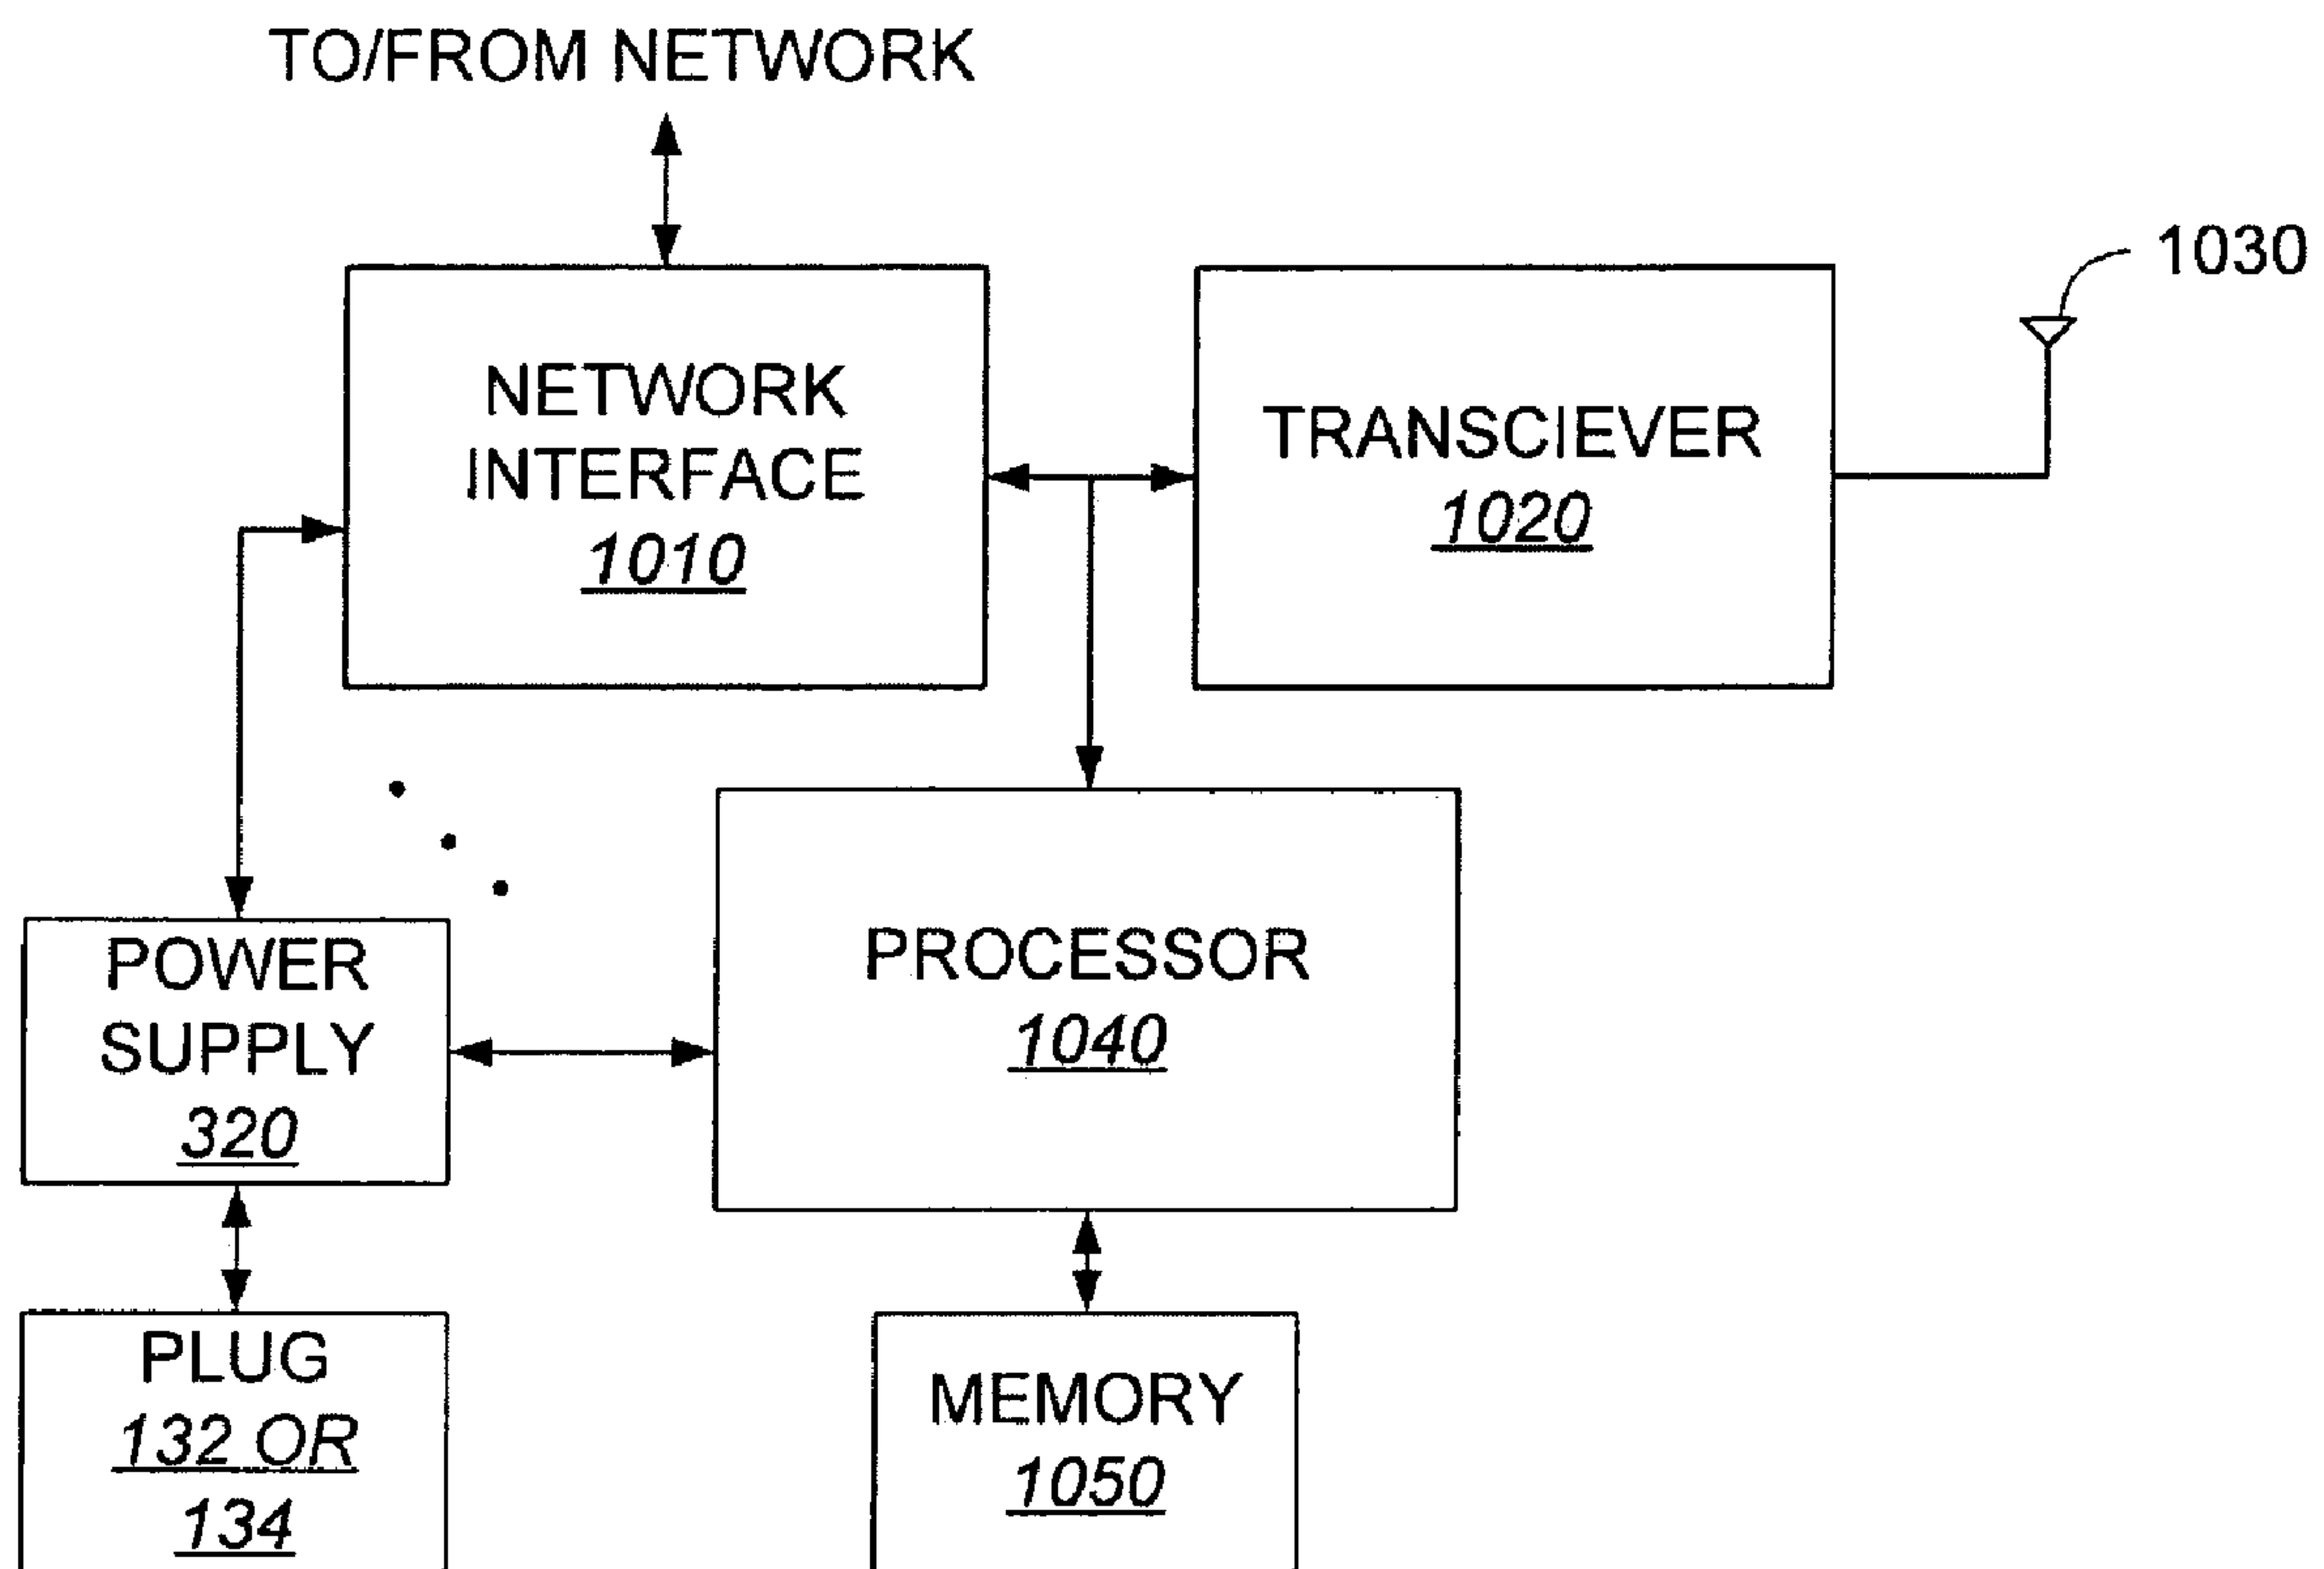 TO/FROM NETWORK
1030
NETWORK
INTERFACE
1010
TRANSCIEVER
1020
POWER
SUPPLY
320
PROCESSOR
1040
PLUG
132 OR
134
MEMORY
1050